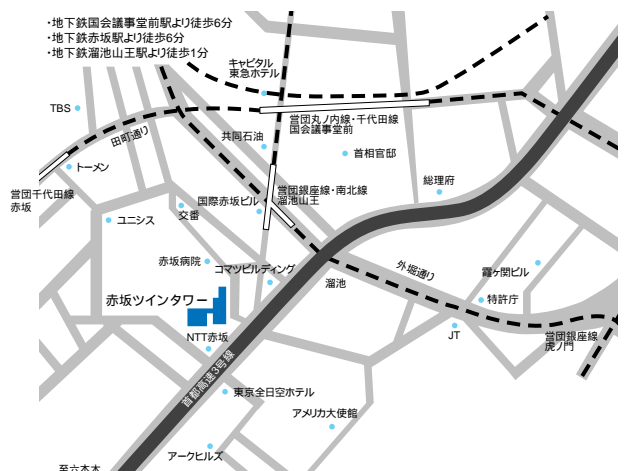 ・地下鉄国会議事堂前駅より徒歩6分
・地下鉄赤坂駅より徒歩6分
・地下鉄溜池山王駅より徒歩1分
キャピタル
東急ホテル
TBS
田町通り
共同石油
営団丸ノ内線・千代田線
国会議事堂前
首相官邸
トーメン
営団千代田線
赤坂
総理府
営団銀座線・南北線
溜池山王
国際赤坂ビル
交番
ユニシス
赤坂病院
コマツビルディング
外堀通り
霞ヶ関ビル
溜池
赤坂ツインタワー
特許庁
NTT赤坂
JT
営団銀座線
虎ノ門
首都高速3号線
東京全日空ホテル
アメリカ大使館
アークヒルズ
至六本木